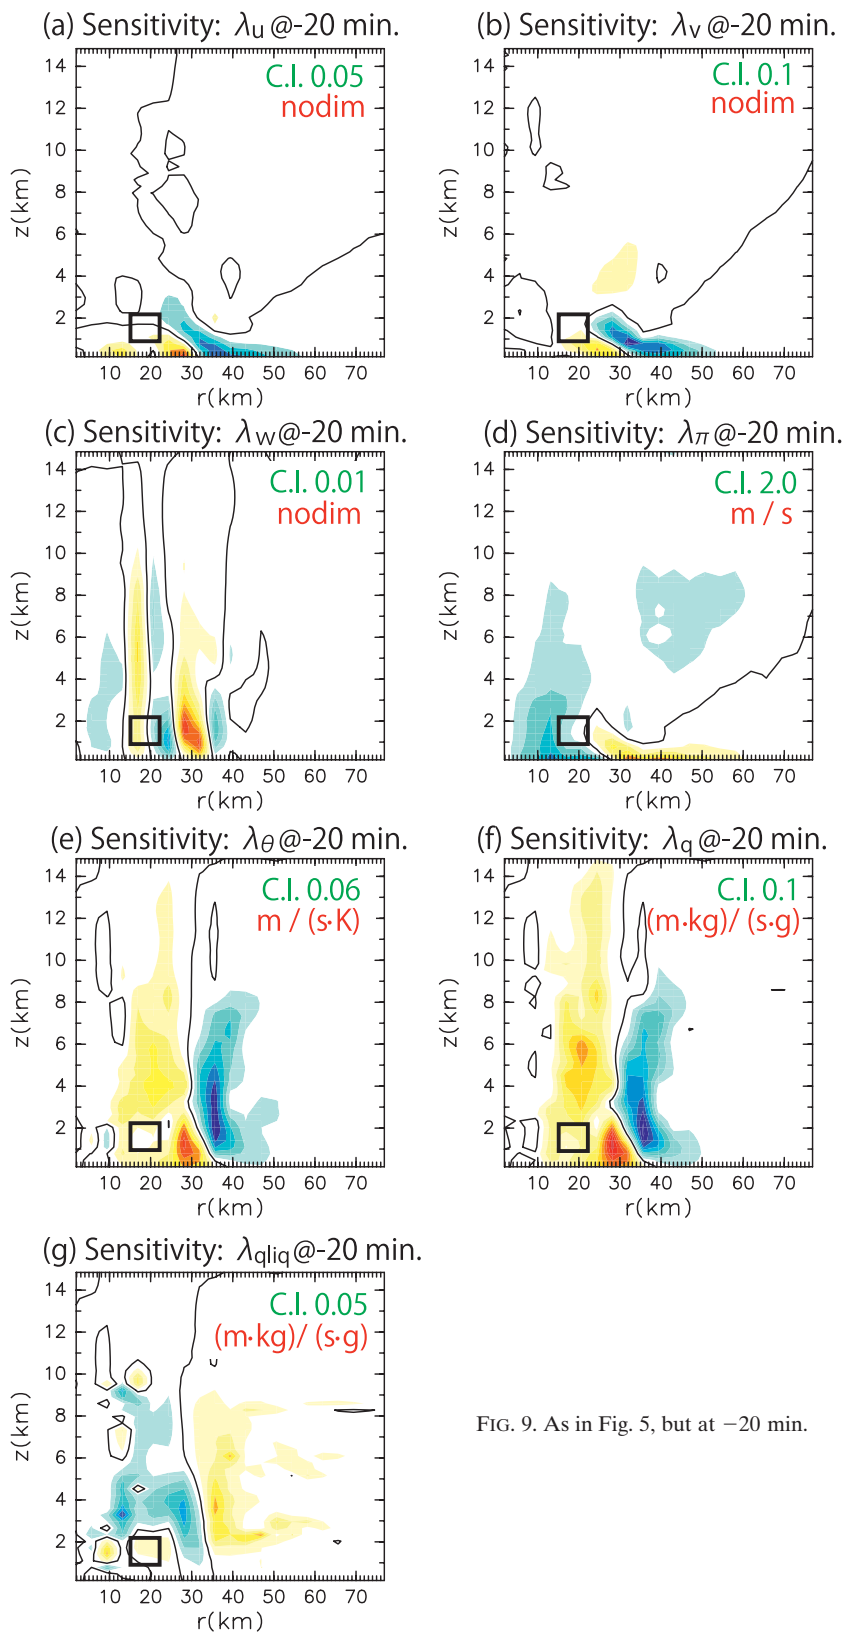 (a) Sensitivity: λu @-20 min.
C.I. 0.05
nodim
z(km)
14
12
10
8
6
4
2
10 20 30 40 50 60 70
r(km)
(b) Sensitivity: λv @-20 min.
C.I. 0.1
nodim
z(km)
14
12
10
8
6
4
2
10 20 30 40 50 60 70
r(km)
(c) Sensitivity: λw @-20 min.
C.I. 0.01
nodim
z(km)
14
12
10
8
6
4
2
10 20 30 40 50 60 70
r(km)
(d) Sensitivity: λπ @-20 min.
C.I. 2.0
m / s
z(km)
14
12
10
8
6
4
2
10 20 30 40 50 60 70
r(km)
(e) Sensitivity: λθ @-20 min.
C.I. 0.06
m / (s·K)
z(km)
14
12
10
8
6
4
2
10 20 30 40 50 60 70
r(km)
(f) Sensitivity: λq @-20 min.
C.I. 0.1
(m·kg)/ (s·g)
z(km)
14
12
10
8
6
4
2
10 20 30 40 50 60 70
r(km)
(g) Sensitivity: λqliq @-20 min.
C.I. 0.05
(m·kg)/ (s·g)
z(km)
14
12
10
8
6
4
2
10 20 30 40 50 60 70
r(km)
FIG. 9. As in Fig. 5, but at −20 min.